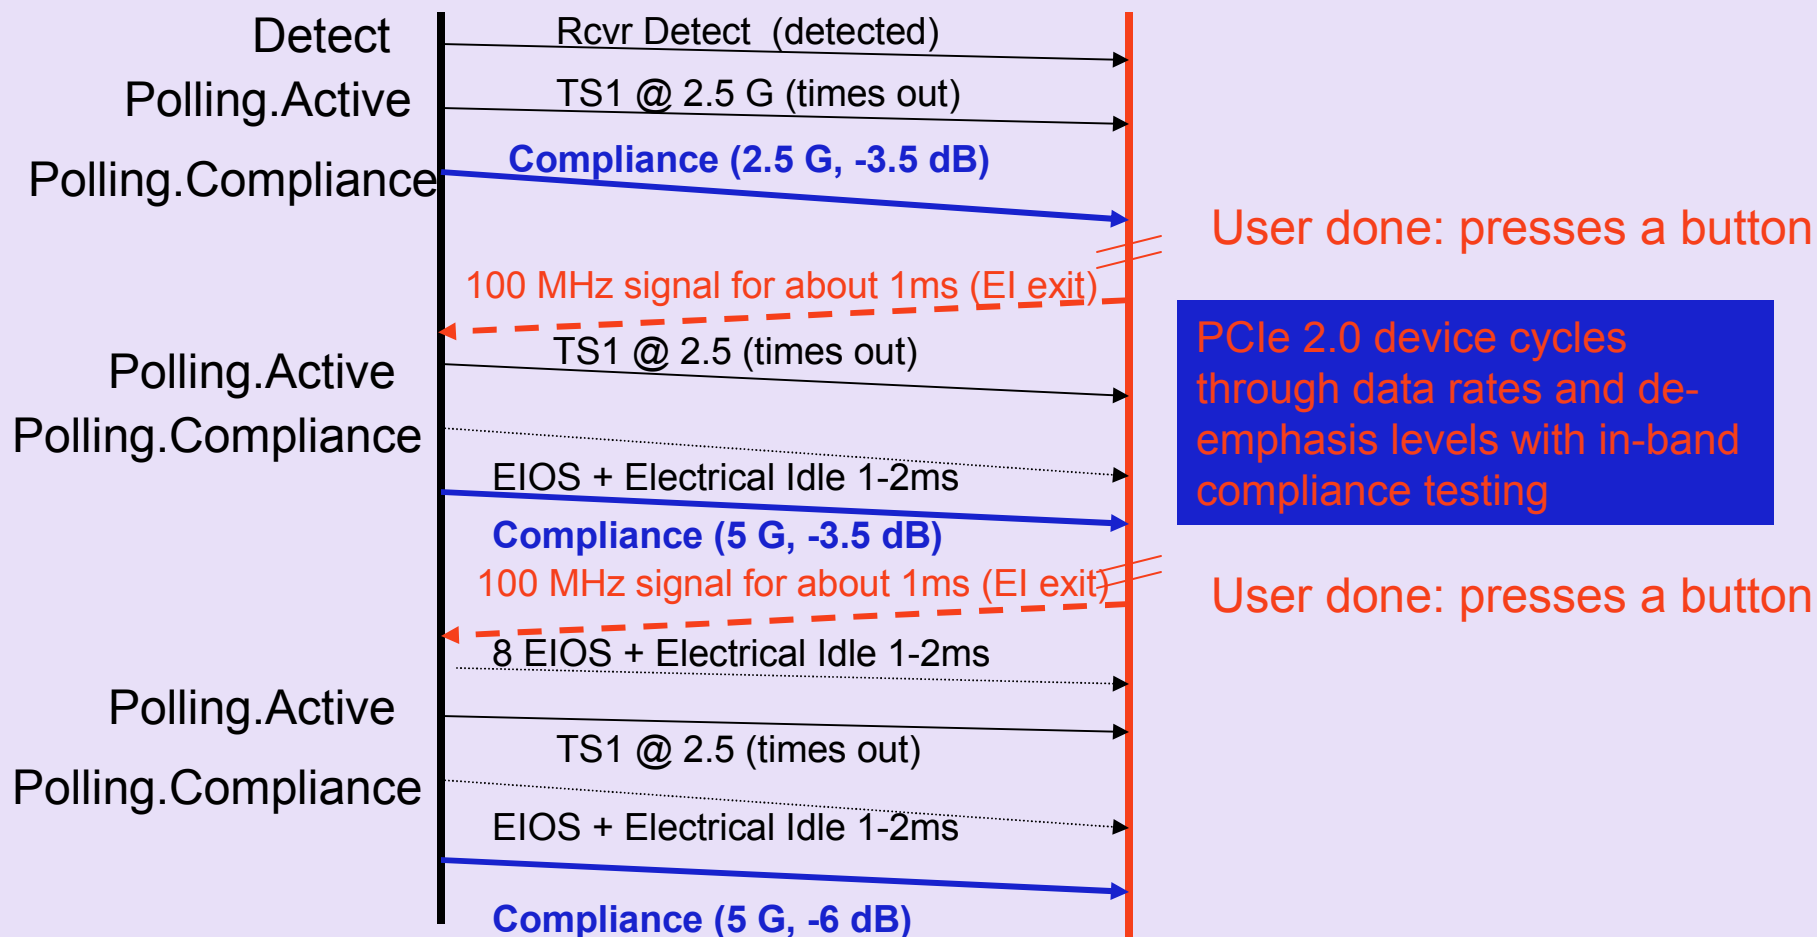 Detect
Rcvr Detect (detected)
Polling.Active
TS1 @ 2.5 G (times out)
Polling.Compliance
Compliance (2.5 G, -3.5 dB)
User done: presses a button
100 MHz signal for about 1ms (EI exit)
PCIe 2.0 device cycles
through data rates and de-
emphasis levels with in-band
compliance testing
Polling.Active
TS1 @ 2.5 (times out)
Polling.Compliance
EIOS + Electrical Idle 1-2ms
Compliance (5 G, -3.5 dB)
100 MHz signal for about 1ms (EI exit)
User done: presses a button
8 EIOS + Electrical Idle 1-2ms
Polling.Active
TS1 @ 2.5 (times out)
Polling.Compliance
EIOS + Electrical Idle 1-2ms
Compliance (5 G, -6 dB)